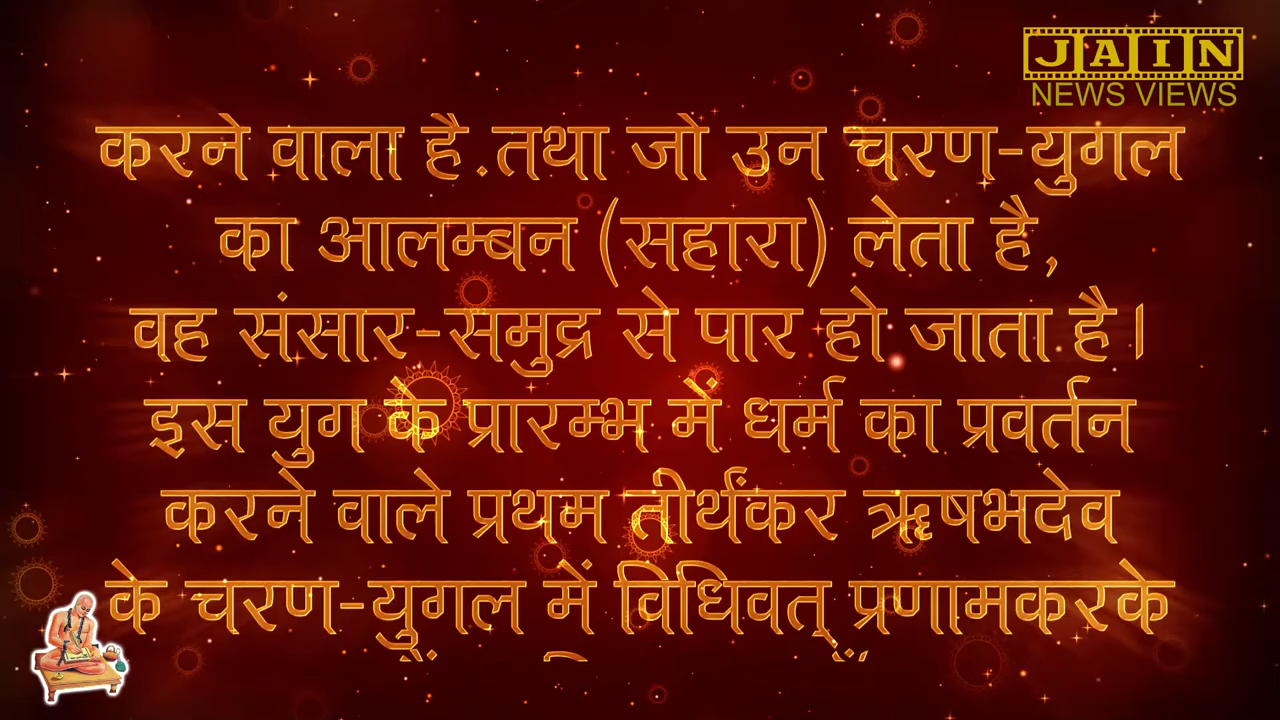 JAIN
NEWS VIEWS
करने वाला है.तथा जो उन चरण-युगल
का आलम्बन (सहारा) लेता है,
वह संसार-समुद्र से पार हो जाता है।
इस युग के प्रारम्भ में धर्म का प्रवर्तन
करने वाले प्रथम तीर्थंकर ऋषभदेव
के चरण-युगल में विधिवत् प्रणामकरके